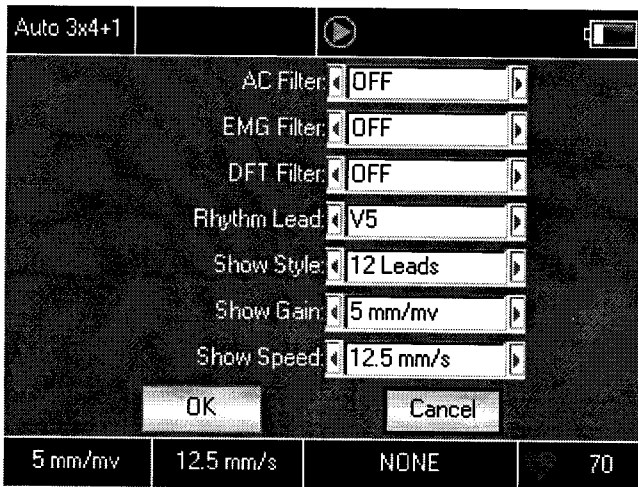 Auto 3x4+1
AC Filter: OFF
EMG Filter: OFF
DFT Filter: OFF
Rhythm Lead: V5
Show Style: 12 Leads
Show Gain: 5 mm/mv
Show Speed: 12.5 mm/s
OK Cancel
5 mm/mv 12.5 mm/s NONE 70